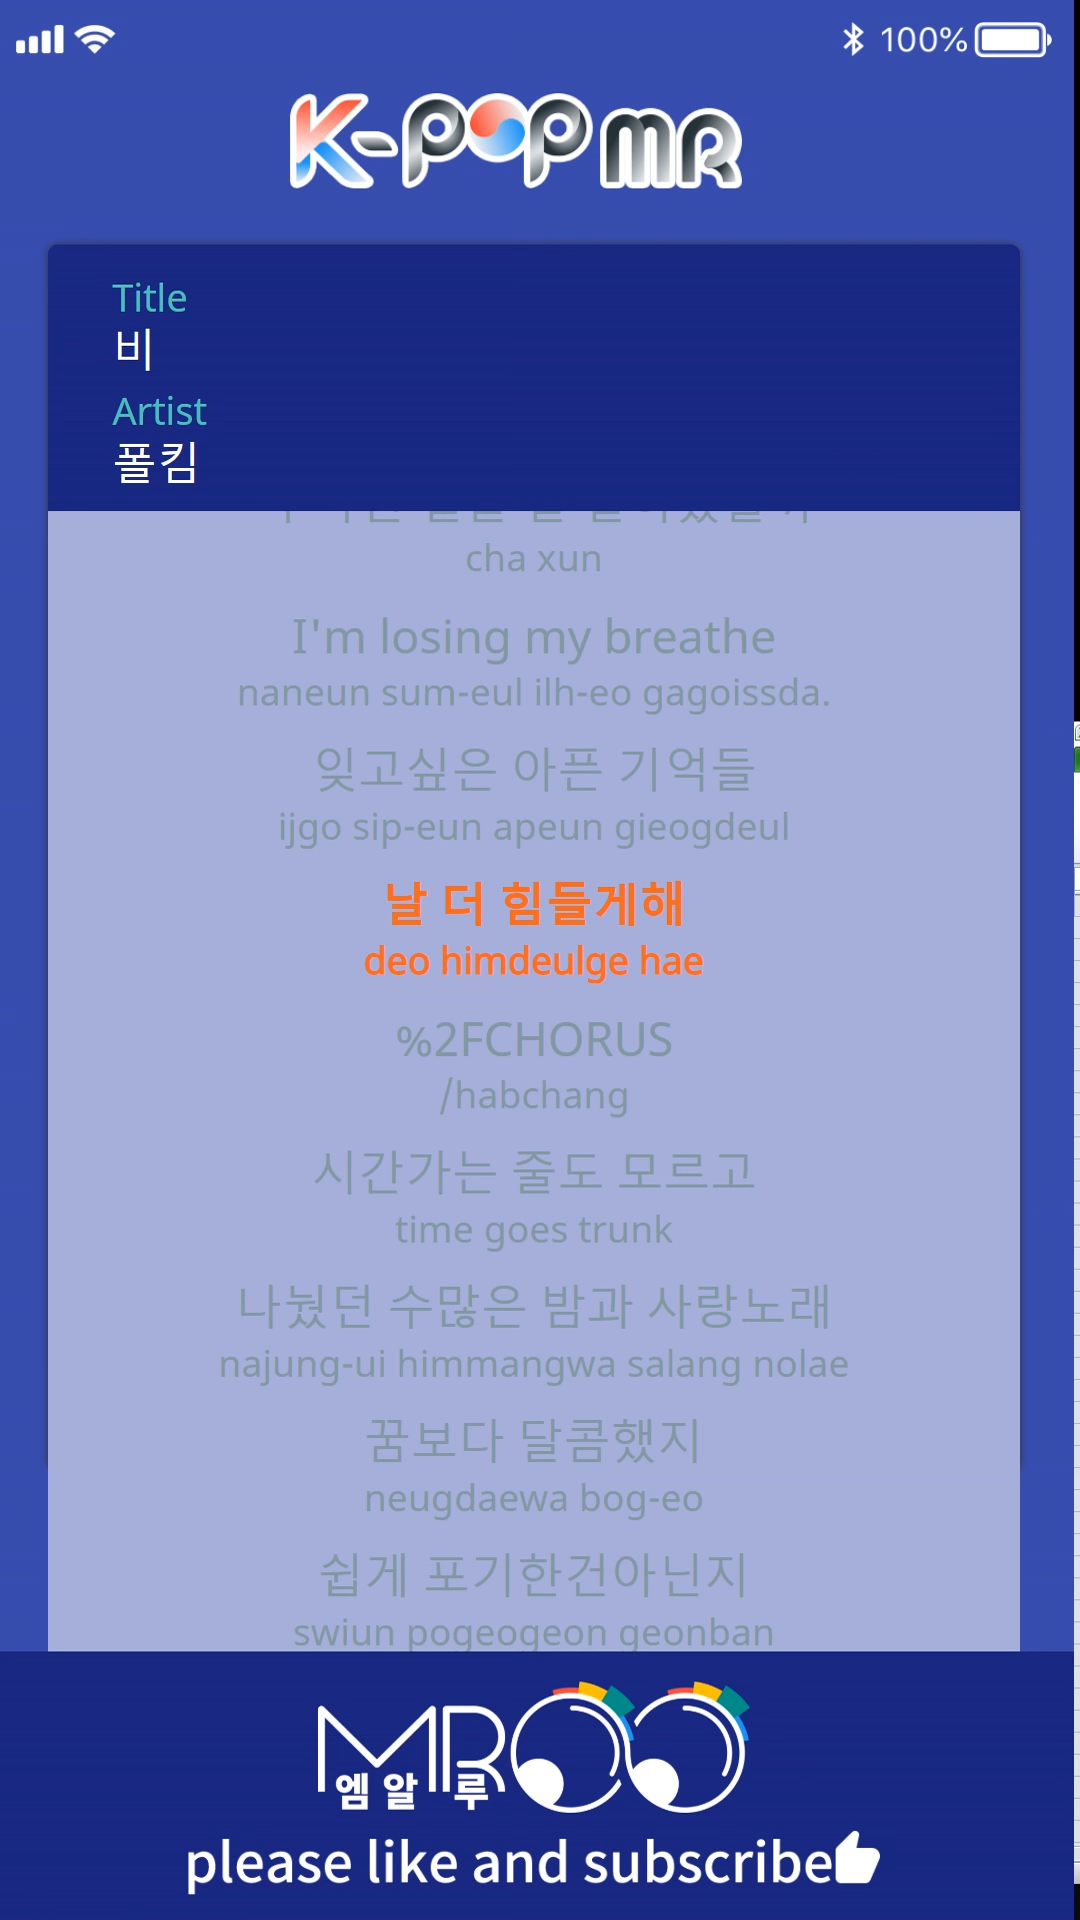 100%
K-POP MR
Title
비
Artist
폴킴
cha xun
I'm losing my breathe
naneun sum-eul ilh-eo gagoissda.
잊고싶은 아픈 기억들
ijgo sip-eun apeun gieogdeul
날 더 힘들게해
deo himdeulge hae
%2FCHORUS
/habchang
시간가는 줄도 모르고
time goes trunk
나눴던 수많은 밤과 사랑노래
najung-ui himmangwa salang nolae
꿈보다 달콤했지
neugdaewa bog-eo
쉽게 포기한건아닌지
swiun pogeogeon geonban
MROO
엠알루
please like and subscribe